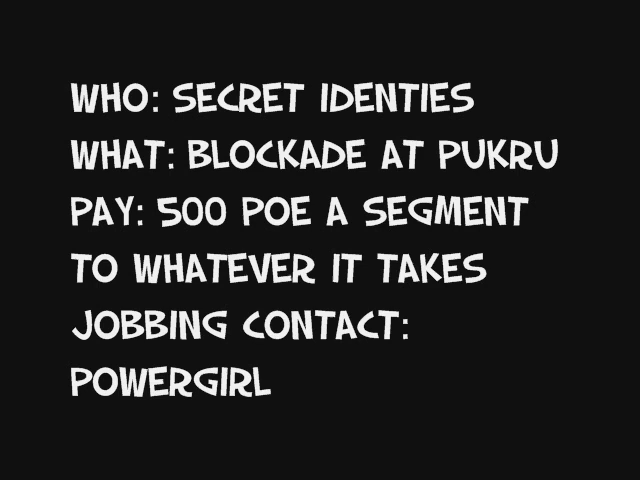 WHO: SECRET IDENTIES
WHAT: BLOCKADE AT PUKRU
PAY: 500 POE A SEGMENT
TO WHATEVER IT TAKES
JOBBING CONTACT:
POWERGIRL